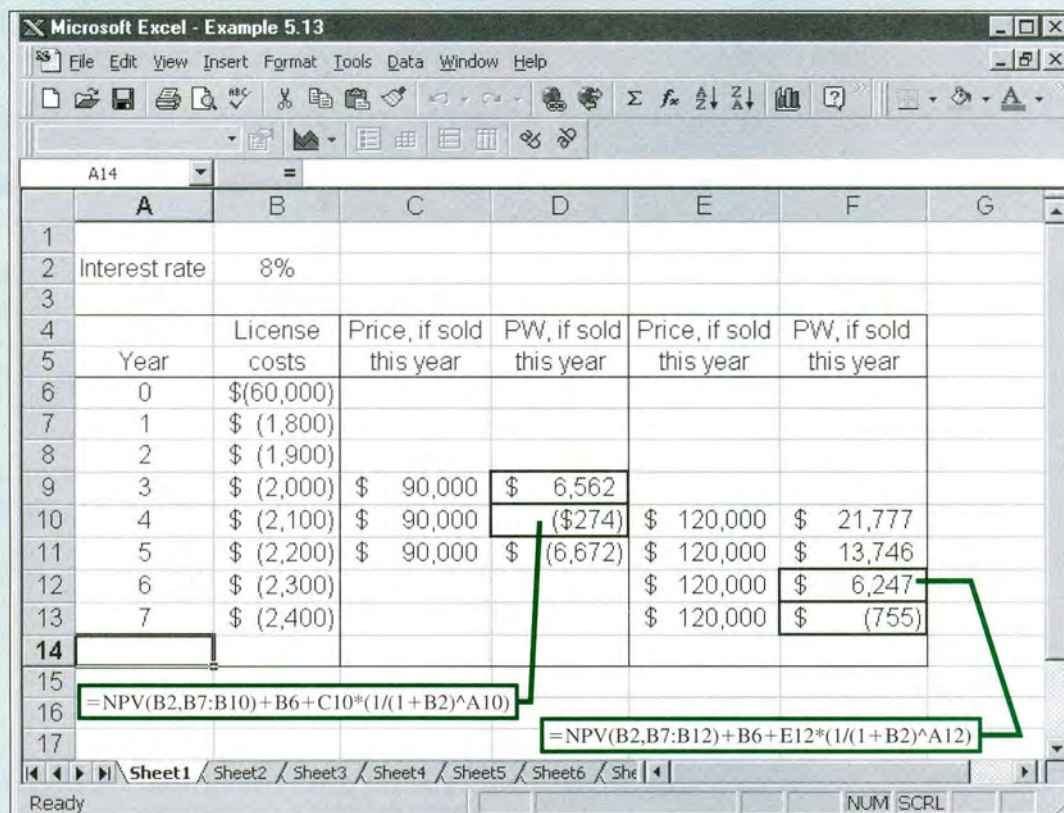 Microsoft Excel - Example 5.13
File Edit View Insert Format Tools Data Window Help
A14 =
A B C D E F G
1
2 Interest rate 8%
3
4 License Price, if sold PW, if sold Price, if sold PW, if sold
5 Year costs this year this year this year this year
6 0 $(60,000)
7 1 $ (1,800)
8 2 $ (1,900)
9 3 $ (2,000) $ 90,000 $ 6,562
10 4 $ (2,100) $ 90,000 ($274) $ 120,000 $ 21,777
11 5 $ (2,200) $ 90,000 $ (6,672) $ 120,000 $ 13,746
12 6 $ (2,300) $ 120,000 $ 6,247
13 7 $ (2,400) $ 120,000 $ (755)
14
15
=NPV(B2,B7:B10)+B6+C10*(1/(1+B2)^A10)
16
=NPV(B2,B7:B12)+B6+E12*(1/(1+B2)^A12)
17
Sheet1 Sheet2 Sheet3 Sheet4 Sheet5 Sheet6 She
Ready NUM SCRL